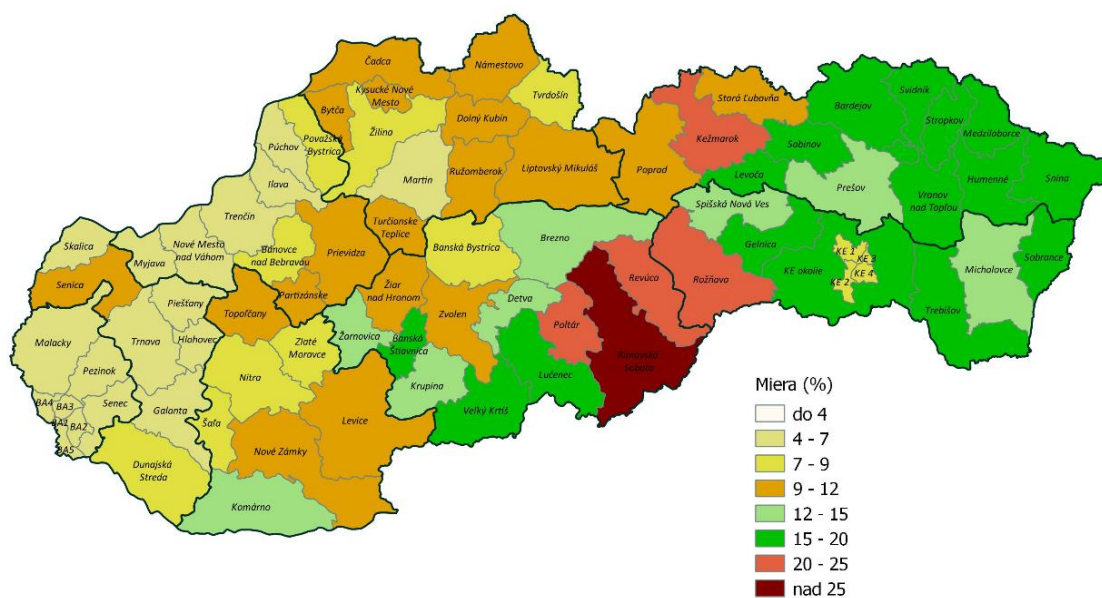 Čadca
Námestovo
Kysucké Nové
Mesto
Tvrdošín
Bytča
Dolný Kubín
Stará Ľubovňa
Svidník
Bardejov
Stropkov
Medzilaborce
Považská
Bystrica
Žilina
Kežmarok
Sabinov
Púchov
Martin
Ružomberok
Liptovský Mikuláš
Poprad
Levoča
Prešov
Humenné
Snina
Ilava
Vranov
nad Topľou
Trenčín
Turčianske
Teplice
Spišská Nová Ves
Skalica
Nové Mesto
nad Váhom
Bánovce
nad Bebravou
Prievidza
Banská Bystrica
Brezno
Gelnica
KE 1
KE 3
Michalovce
Sobrance
Myjava
Revúca
Rožňava
KE okolie
KE 4
KE 2
Senica
Partizánske
Žiar
nad Hronom
Detva
Trebišov
Piešťany
Topoľčany
Zvolen
Poltár
Malacky
Trnava
Hlohovec
Zlaté
Moravce
Žarnovica
Banská
Štiavnica
Rimavská
Sobota
Pezinok
Nitra
Krupina
Lučenec
BA4
BA3
Senec
Galanta
Levice
Veľký Krtíš
BA1
BA2
Šaľa
BA5
Nové Zámky
Dunajská
Streda
Komárno
Miera (%)
do 4
4 - 7
7 - 9
9 - 12
12 - 15
15 - 20
20 - 25
nad 25